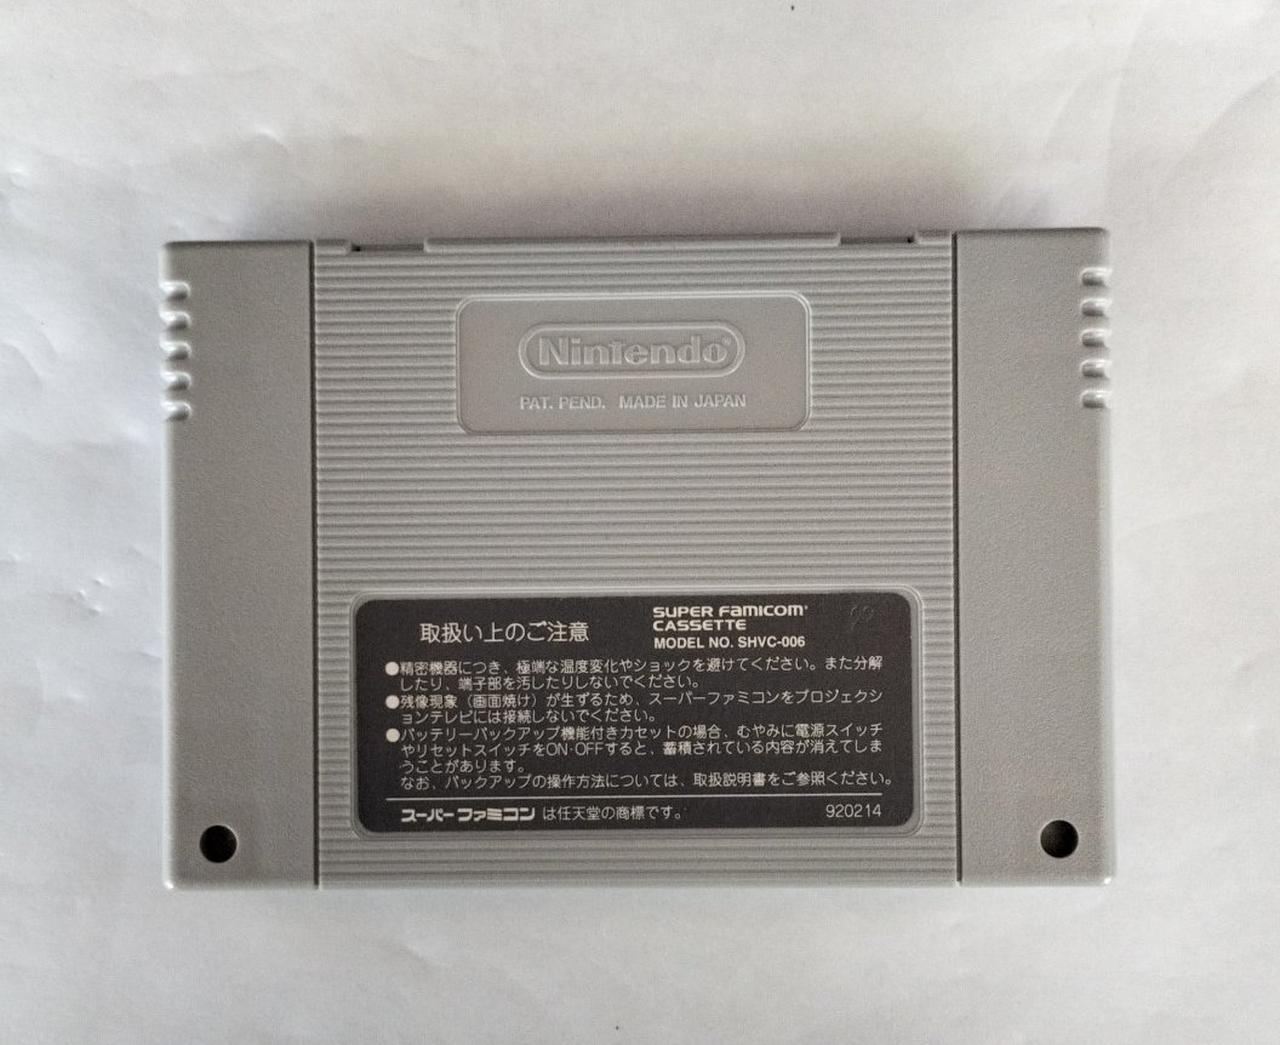 Nintendo®
PAT. PEND. MADE IN JAPAN
取扱い上のご注意
SUPER FAMICOM
CASSETTE
MODEL NO. SHVC-006
●精密機器につき、極端な温度変化やショックを避けてください。また分解
したり、端子部を汚したりしないでください。
●残像現象（画面焼け）が生ずるため、スーパーファミコンをプロジェクシ
ョンテレビには接続しないでください。
●バッテリーバックアップ機能付きカセットの場合、むやみに電源スイッチ
やリセットスイッチをON·OFFすると、蓄積されている内容が消えてしま
うことがあります。
なお、バックアップの操作方法については、取扱説明書をご参照ください。
スーパーファミコンは任天堂の商標です。 920214